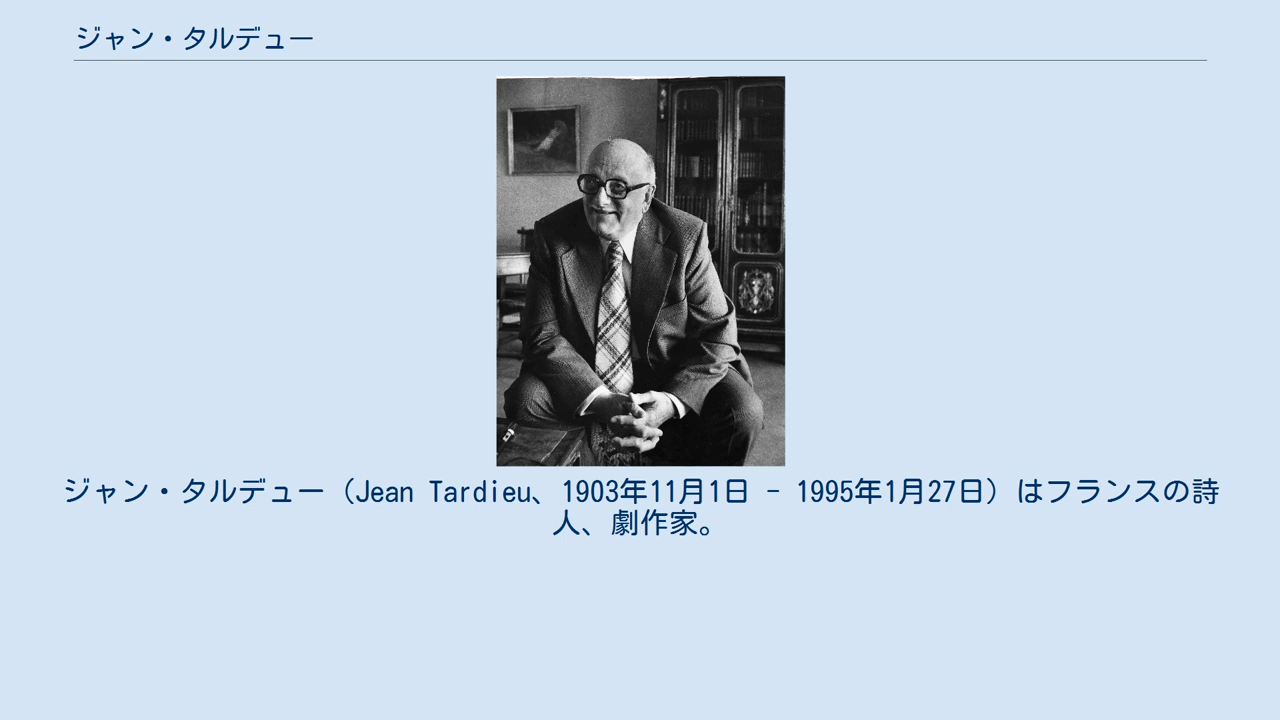 ジャン・タルデュー
ジャン・タルデュー（Jean Tardieu、1903年11月1日 - 1995年1月27日）はフランスの詩
人、劇作家。